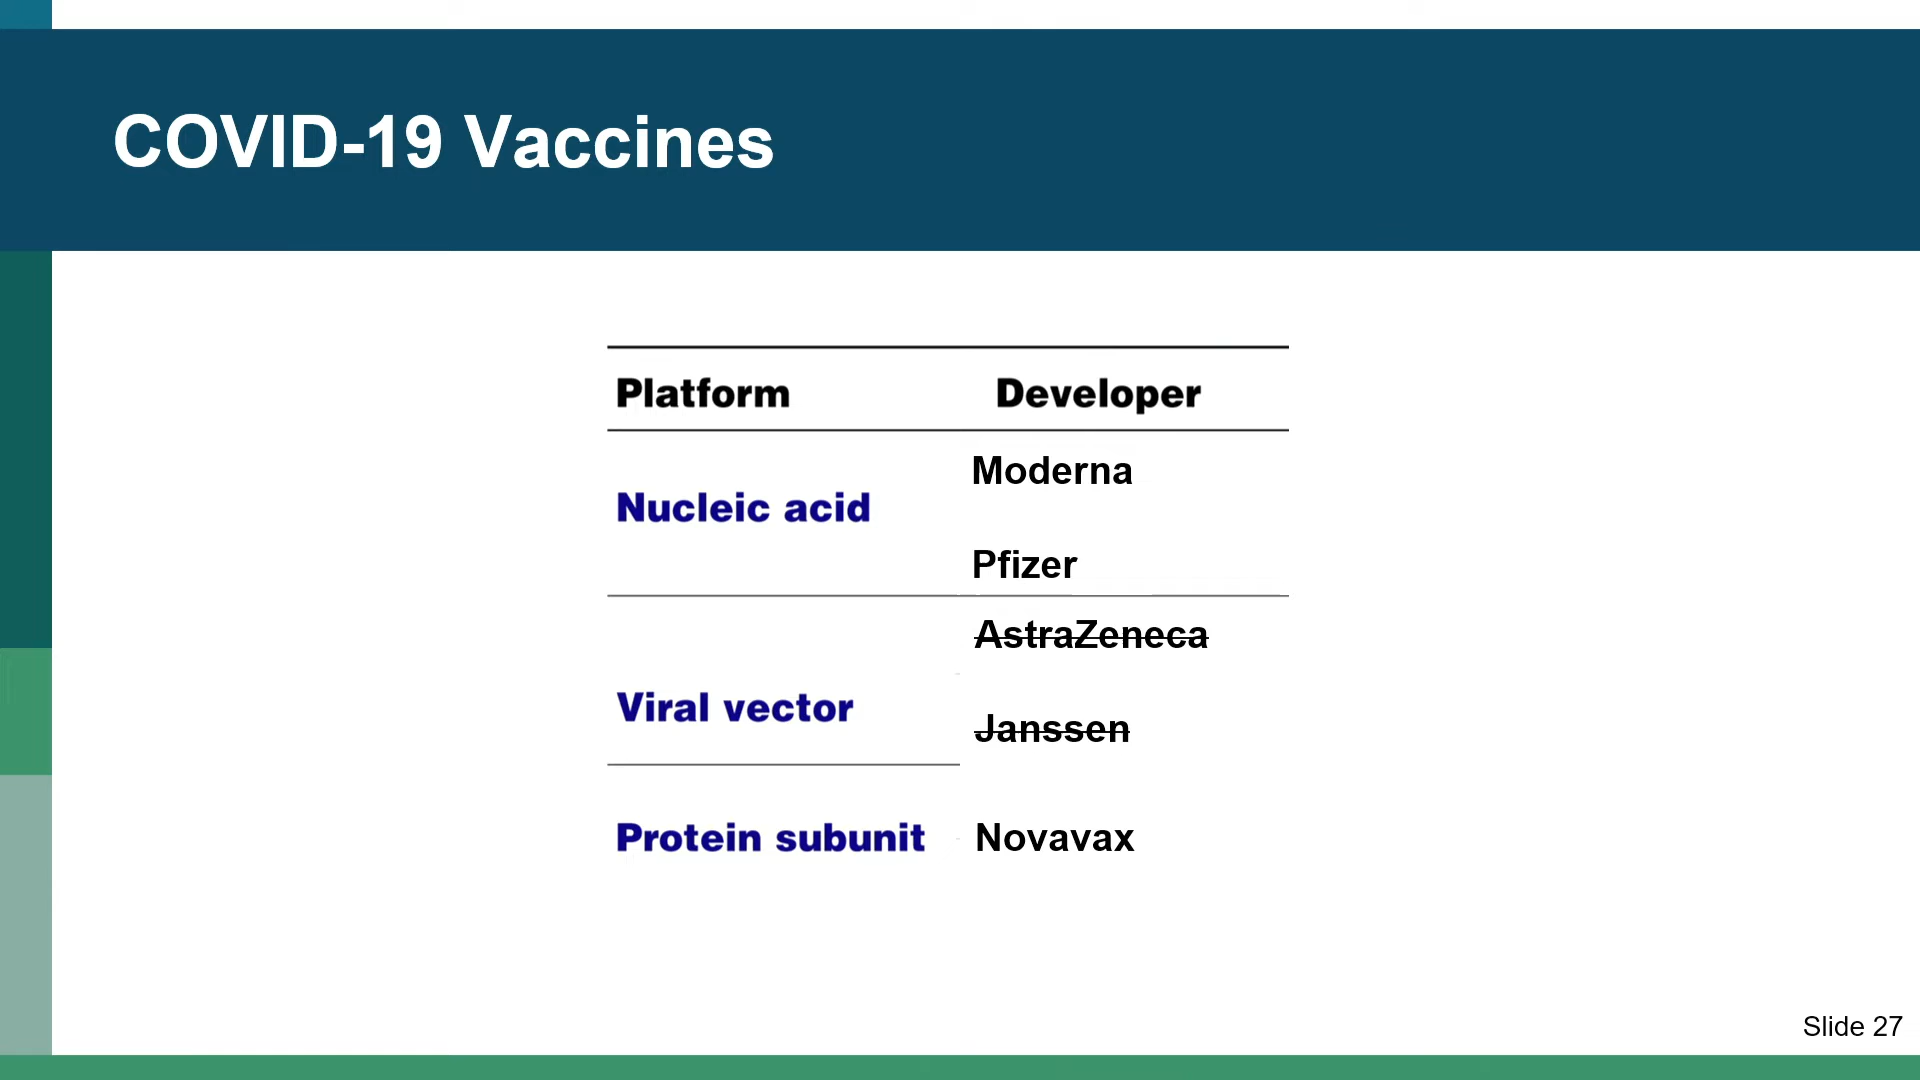 COVID-19 Vaccines
Platform Developer
Moderna
Nucleic acid
Pfizer
AstraZeneca
Viral vector
Janssen
Protein subunit Novavax
Slide 27